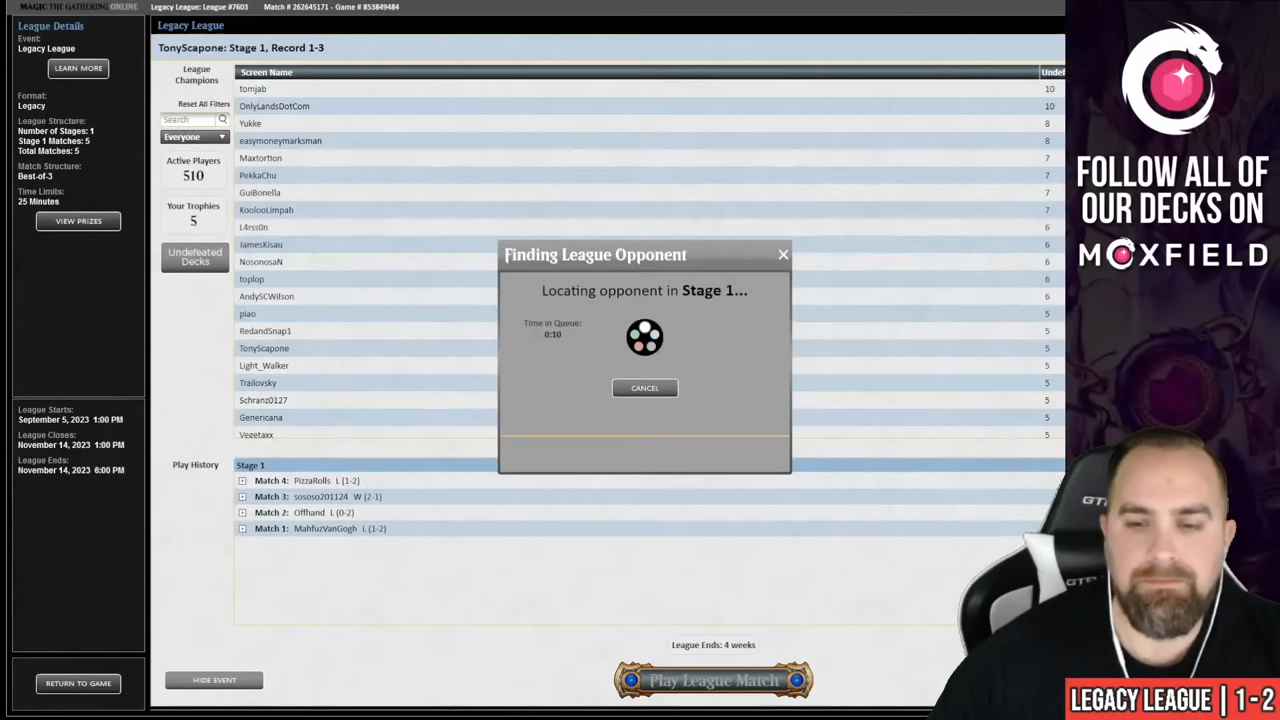 MAGIC THE GATHERING ONLINE
Legacy League: League #7603
Match # 262645171 - Game # 853849484
League Details
Event:
Legacy League
LEARN MORE
Format:
Legacy
League Structure:
Number of Stages: 1
Stage 1 Matches: 5
Total Matches: 5
Match Structure:
Best-of-3
Time Limits:
25 Minutes
VIEW PRIZES
League Starts:
September 5, 2023 1:00 PM
League Closes:
November 14, 2023 1:00 PM
League Ends:
November 14, 2023 6:00 PM
RETURN TO GAME
Legacy League
TonyScapone: Stage 1, Record 1-3
League
Champions
Reset All Filters
Search
Everyone
Active Players
510
Your Trophies
5
Undefeated
Decks
Screen Name
Undef
tomjab 10
OnlyLandsDotCom 10
Yukke 8
easymoneymarksman 8
Maxtortion 7
PekkaChu 7
GuiBonella 7
KoolooLimpah 7
L4rss0n 6
JamesKisau 6
NosonosaN 6
toplop 6
AndySCWilson 6
piao 5
RedandSnap1 5
TonyScapone 5
Light_Walker 5
Trailovsky 5
Schranz0127 5
Genericana 5
Vegetaxx 5
Finding League Opponent
Locating opponent in Stage 1...
Time in Queue:
0:10
CANCEL
Play History
Stage 1
Match 4: PizzaRolls L (1-2)
Match 3: sososo201124 W (2-1)
Match 2: Offhand L (0-2)
Match 1: MahfuzVanGogh L (1-2)
League Ends: 4 weeks
HIDE EVENT
Play League Match
FOLLOW ALL OF
OUR DECKS ON
MOXFIELD
GT
GT
LEGACY LEAGUE | 1-2